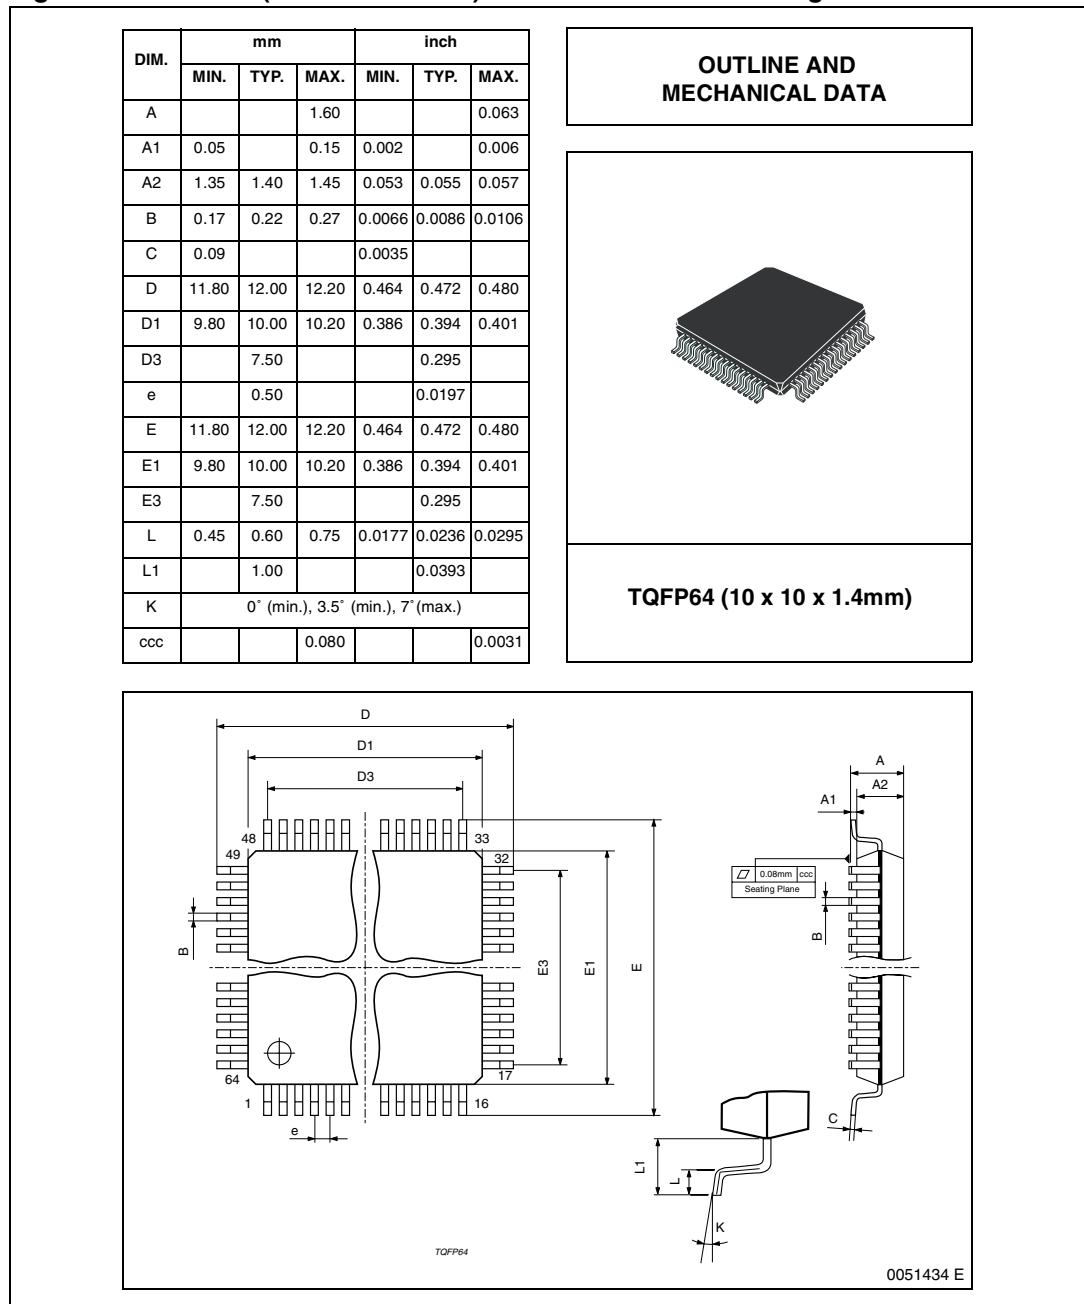 DIM. mm inch
MIN. TYP. MAX. MIN. TYP. MAX.
A 1.60 0.063
A1 0.05 0.15 0.002 0.006
A2 1.35 1.40 1.45 0.053 0.055 0.057
B 0.17 0.22 0.27 0.0066 0.0086 0.0106
C 0.09 0.0035
D 11.80 12.00 12.20 0.464 0.472 0.480
D1 9.80 10.00 10.20 0.386 0.394 0.401
D3 7.50 0.295
e 0.50 0.0197
E 11.80 12.00 12.20 0.464 0.472 0.480
E1 9.80 10.00 10.20 0.386 0.394 0.401
E3 7.50 0.295
L 0.45 0.60 0.75 0.0177 0.0236 0.0295
L1 1.00 0.0393
K 0˚ (min.), 3.5˚ (min.), 7˚(max.)
ccc 0.080 0.0031
OUTLINE AND
MECHANICAL DATA
TQFP64 (10 x 10 x 1.4mm)
D
D1
D3
A
A2
A1
48
33
49
32
0.08mm ccc
Seating Plane
B
E3
E1
E
B
64
17
1
16
e
C
L1
L
K
TQFP64
0051434 E